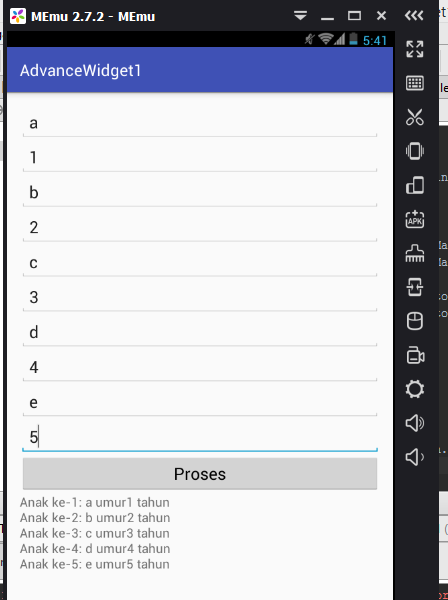 MEmu 2.7.2 - MEmu
5:41
AdvanceWidget1
a
1
b
2
c
3
d
4
e
5
Proses
Anak ke-1: a umur1 tahun
Anak ke-2: b umur2 tahun
Anak ke-3: c umur3 tahun
Anak ke-4: d umur4 tahun
Anak ke-5: e umur5 tahun
APK